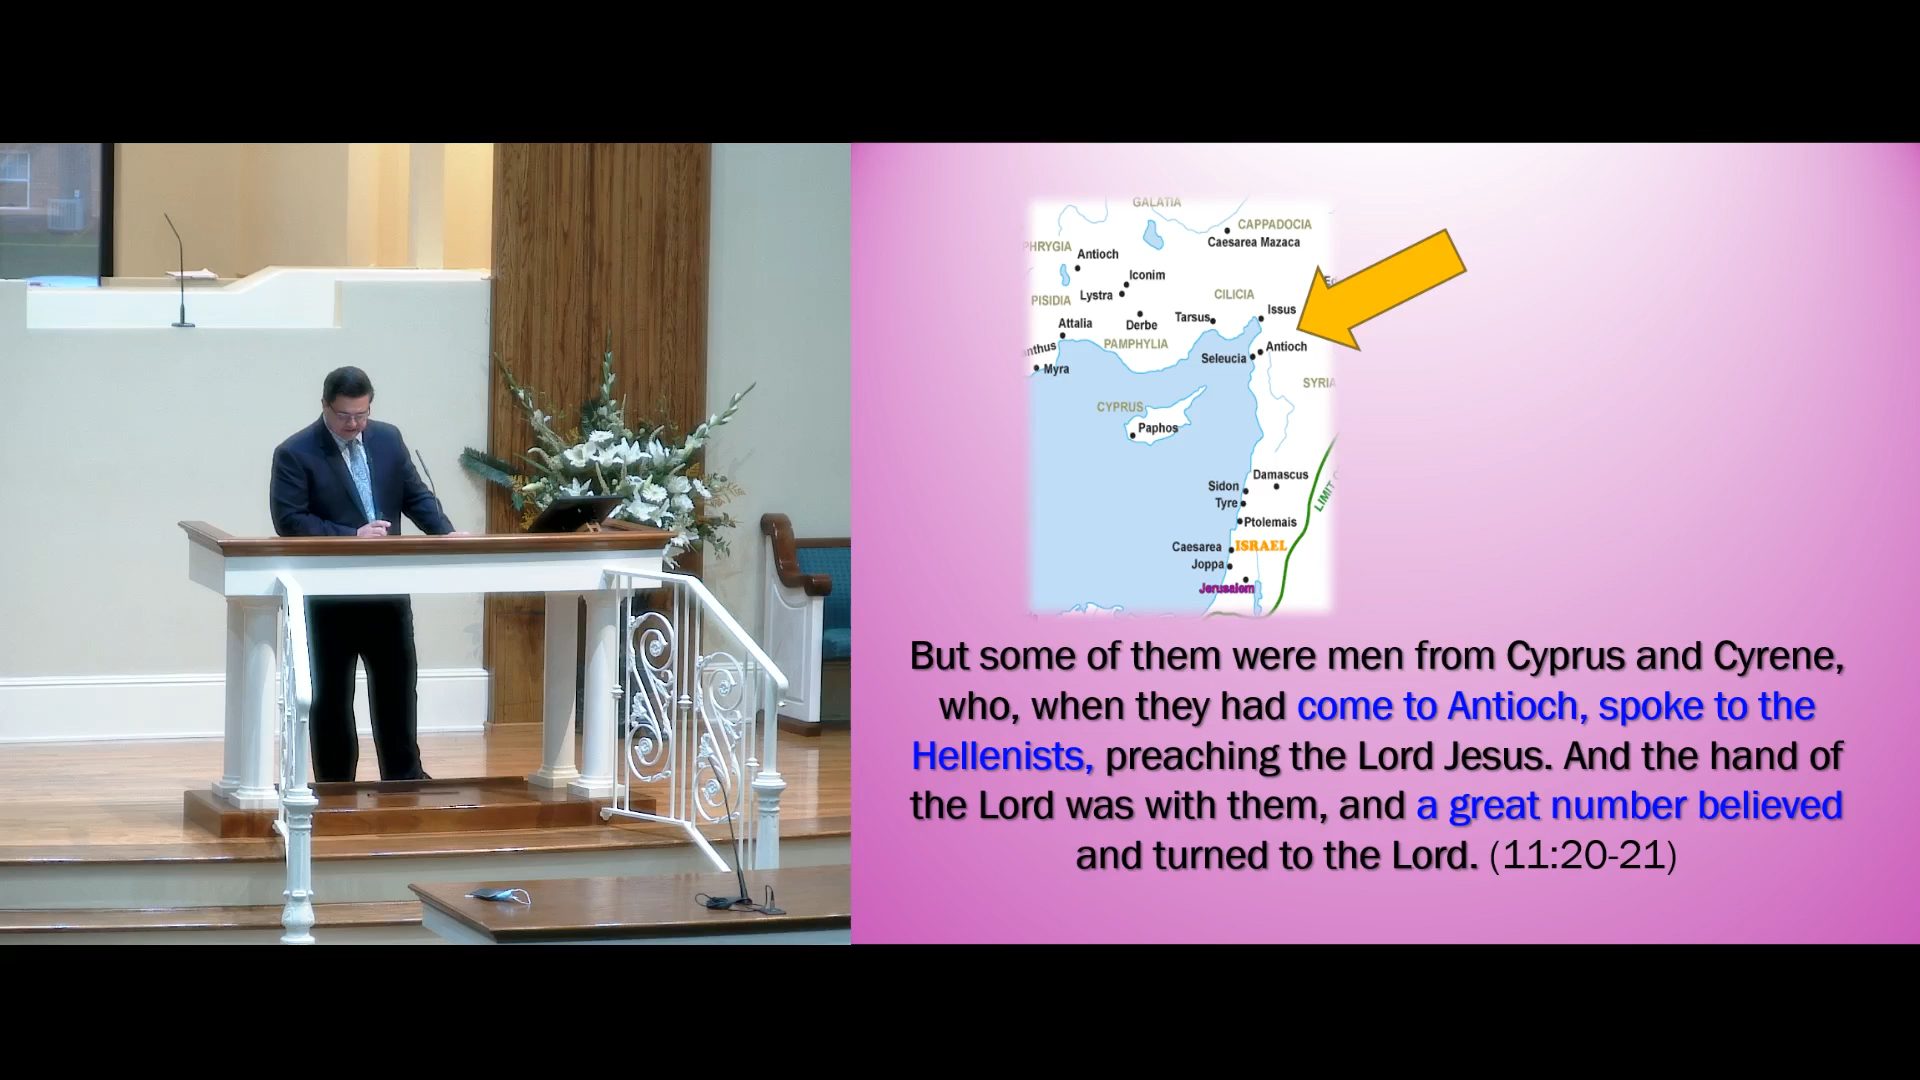 GALATIA
CAPPADOCIA
Caesarea Mazaca
PHRYGIA
Antioch
Iconim
Lystra
PISIDIA
CILICIA
Issus
Tarsus
Attalia
Derbe
PAMPHYLIA
Antioch
Seleucia
Myra
SYRIA
CYPRUS
Paphos
Damascus
Sidon
Tyre
Ptolemais
LIMIT
Caesarea
ISRAEL
Joppa
Jerusalem
But some of them were men from Cyprus and Cyrene,
who, when they had come to Antioch, spoke to the
Hellenists, preaching the Lord Jesus. And the hand of
the Lord was with them, and a great number believed
and turned to the Lord. (11:20-21)